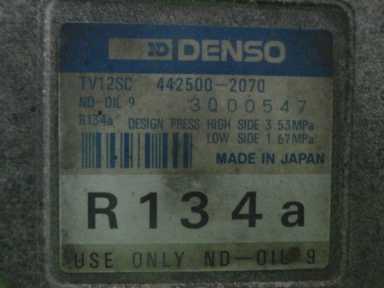 ND DENSO
TV12SC 442500-2070
ND-OIL 9 3Q00547
R134a DESIGN PRESS HIGH SIDE 3.53MPa
LOW SIDE 1.67MPa
MADE IN JAPAN
R134a
USE ONLY ND-OIL 9